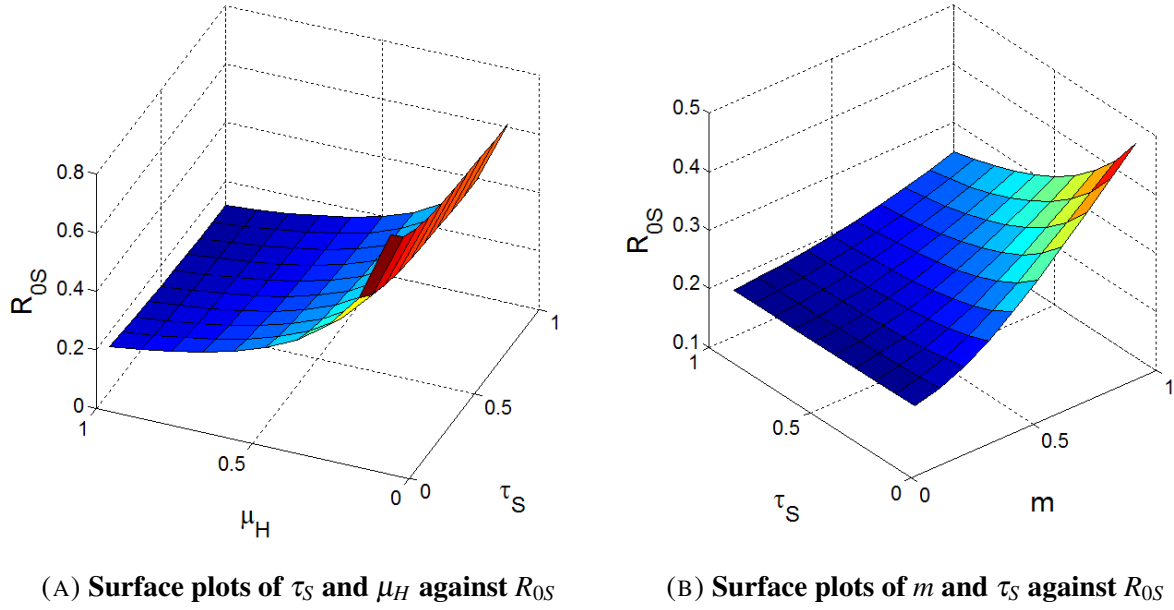 0.8
0.6
0.4
0.2
0
R0S
1
0.5
0
μH
0
0.5
1
τS
0.5
0.4
0.3
0.2
0.1
R0S
1
0.5
0
τS
0
0.5
1
m
(A) Surface plots of τS and μH against R0S
(B) Surface plots of m and τS against R0S